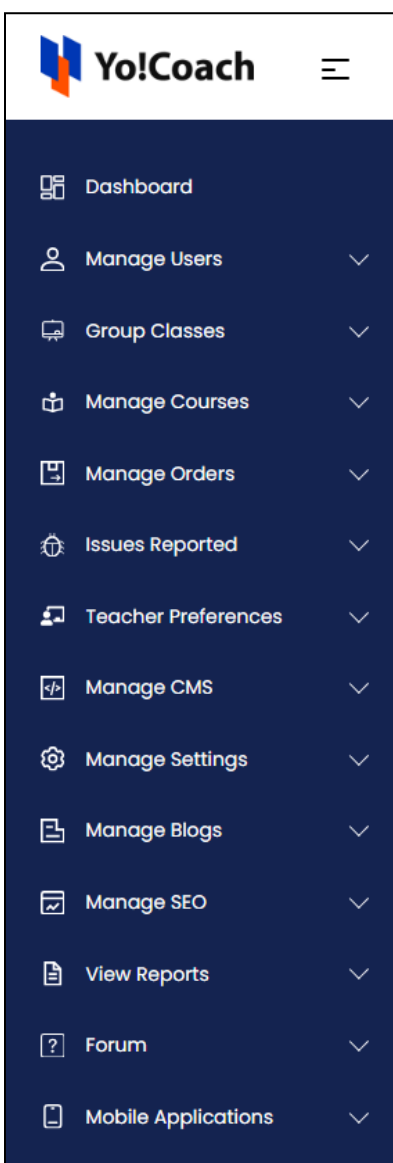 Yo!Coach
Dashboard
Manage Users
Group Classes
Manage Courses
Manage Orders
Issues Reported
Teacher Preferences
Manage CMS
Manage Settings
Manage Blogs
Manage SEO
View Reports
Forum
Mobile Applications